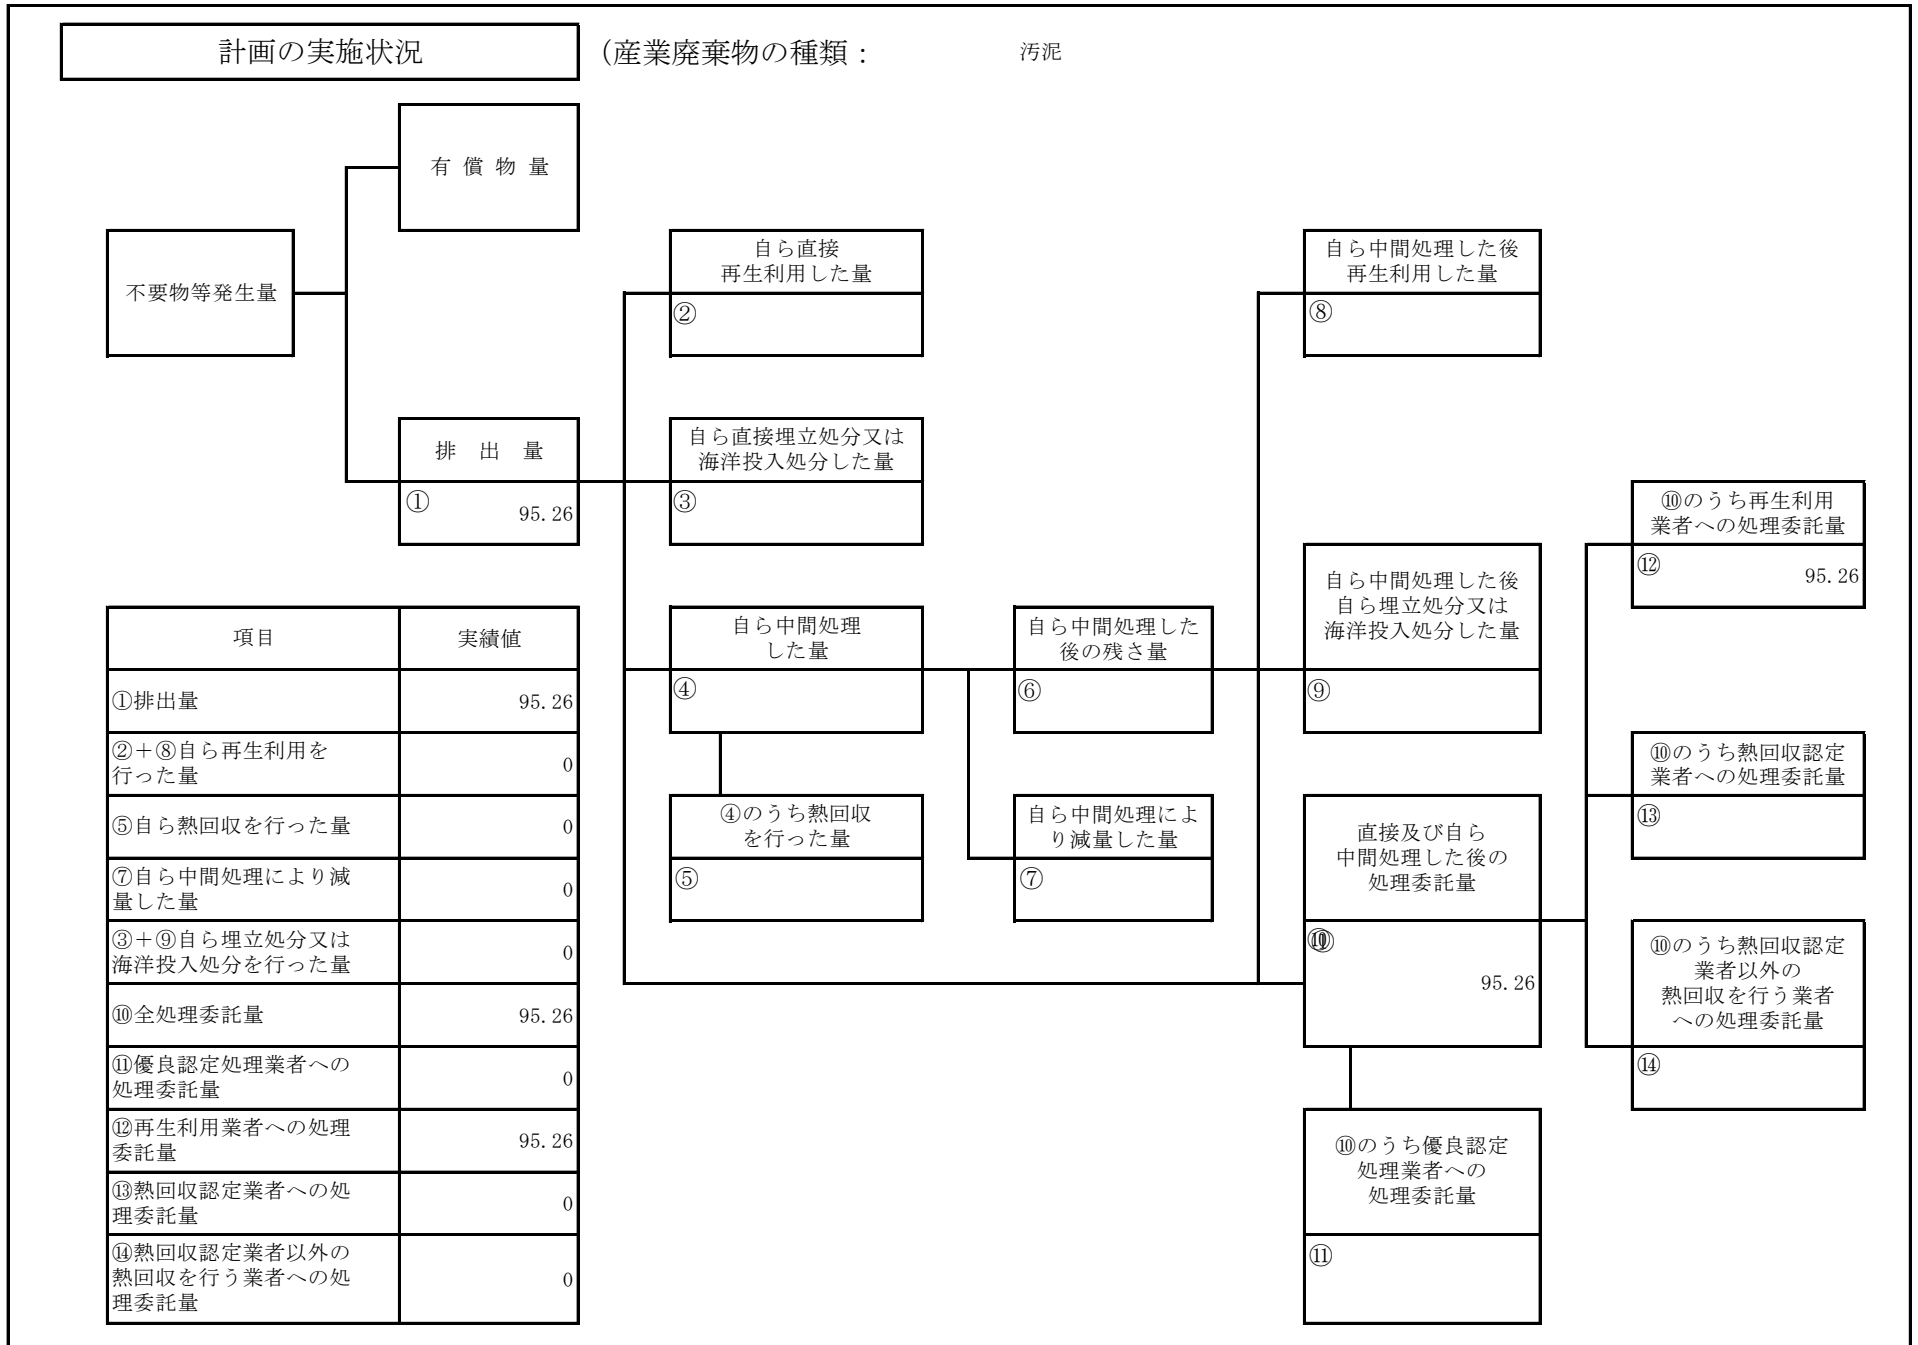 計画の実施状況
（産業廃棄物の種類：
汚泥
有償物量
不要物等発生量
自ら直接
再生利用した量
②
自ら中間処理した後
再生利用した量
⑧
排出量
①
95.26
自ら直接埋立処分又は
海洋投入処分した量
③
⑩のうち再生利用
業者への処理委託量
⑫
95.26
自ら中間処理した後
自ら埋立処分又は
海洋投入処分した量
⑨
自ら中間処理
した量
④
自ら中間処理した
後の残さ量
⑥
⑩のうち熱回収認定
業者への処理委託量
⑬
④のうち熱回収
を行った量
⑤
自ら中間処理によ
り減量した量
⑦
直接及び自ら
中間処理した後の
処理委託量
⑩
95.26
⑩のうち熱回収認定
業者以外の
熱回収を行う業者
への処理委託量
⑭
⑩のうち優良認定
処理業者への
処理委託量
⑪
項目 実績値
①排出量 95.26
②＋⑧自ら再生利用を
行った量 0
⑤自ら熱回収を行った量 0
⑦自ら中間処理により減
量した量 0
③＋⑨自ら埋立処分又は
海洋投入処分を行った量 0
⑩全処理委託量 95.26
⑪優良認定処理業者への
処理委託量 0
⑫再生利用業者への処理
委託量 95.26
⑬熱回収認定業者への処
理委託量 0
⑭熱回収認定業者以外の
熱回収を行う業者への処
理委託量 0